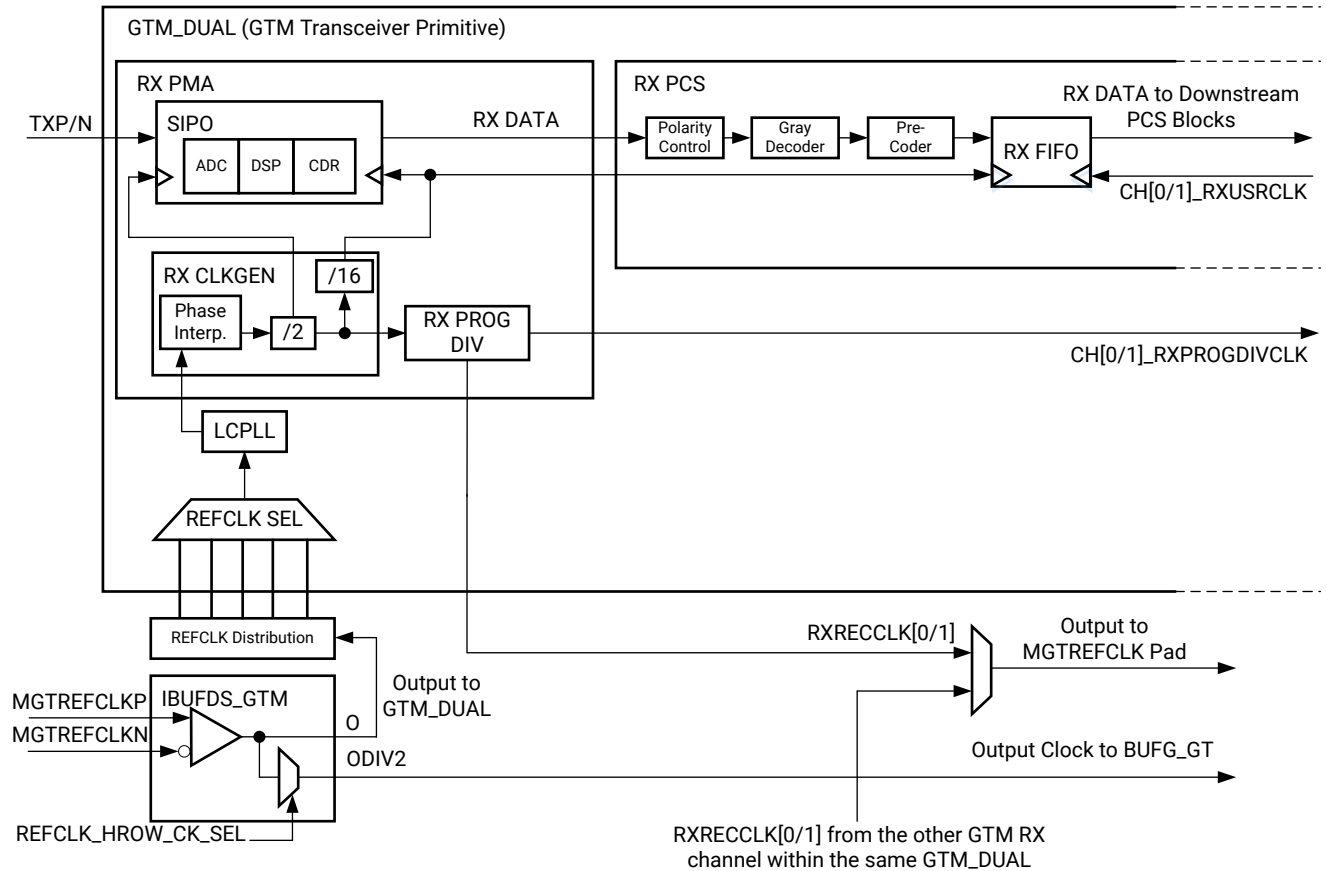 GTM_DUAL (GTM Transceiver Primitive)
RX PMA
RX PCS
TXP/N
SIPO
ADC
DSP
CDR
RX DATA
Polarity
Control
Gray
Decoder
Pre-
Coder
RX FIFO
RX DATA to Downstream
PCS Blocks
CH[0/1]_RXUSRCLK
RX CLKGEN
/16
Phase
Interp.
/2
RX PROG
DIV
CH[0/1]_RXPROGDIVCLK
LCPLL
REFCLK SEL
REFCLK Distribution
RXRECCLK[0/1]
Output to
MGTREFCLK Pad
MGTREFCLKP
MGTREFCLKN
IBUFDS_GTM
O
Output to
GTM_DUAL
ODIV2
Output Clock to BUFG_GT
REFCLK_HROW_CK_SEL
RXRECCLK[0/1] from the other GTM RX
channel within the same GTM_DUAL